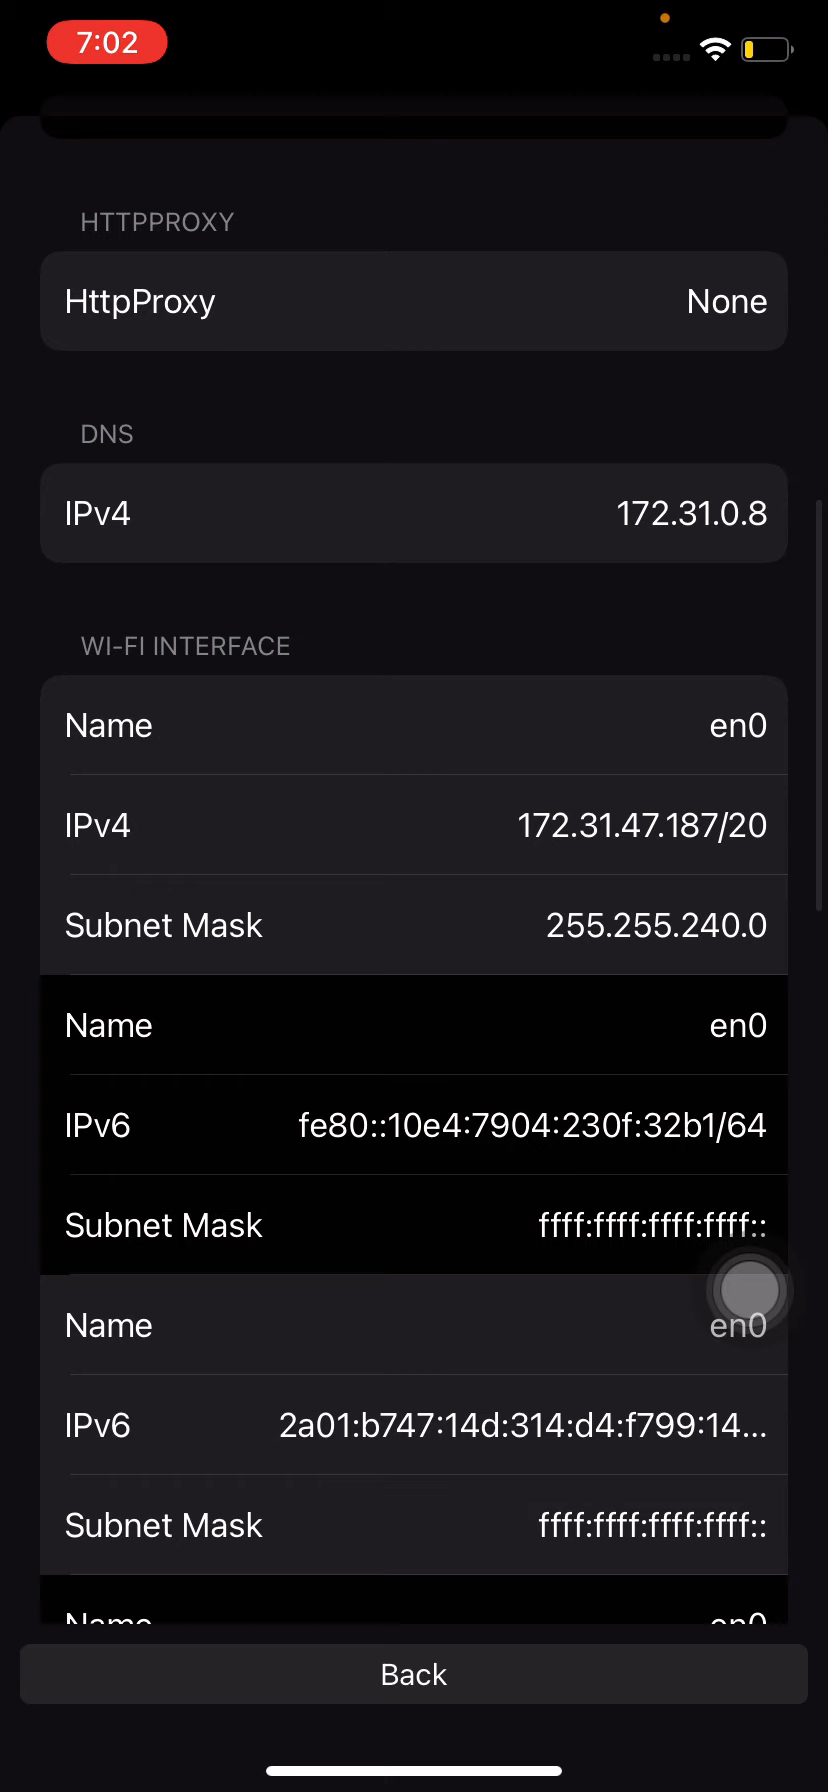 7:02
HTTPPROXY
HttpProxy None
DNS
IPv4 172.31.0.8
WI-FI INTERFACE
Name en0
IPv4 172.31.47.187/20
Subnet Mask 255.255.240.0
Name en0
IPv6 fe80::10e4:7904:230f:32b1/64
Subnet Mask ffff:ffff:ffff:ffff::
Name en0
IPv6 2a01:b747:14d:314:d4:f799:14...
Subnet Mask ffff:ffff:ffff:ffff::
Name en0
Back